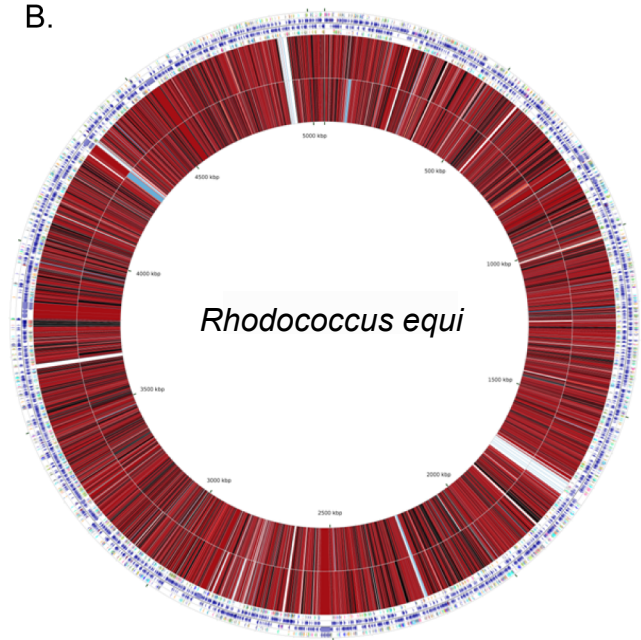 B.
5000 kbp
500 kbp
4500 kbp
1000 kbp
4000 kbp
Rhodococcus equi
1500 kbp
3500 kbp
2000 kbp
3000 kbp
2500 kbp